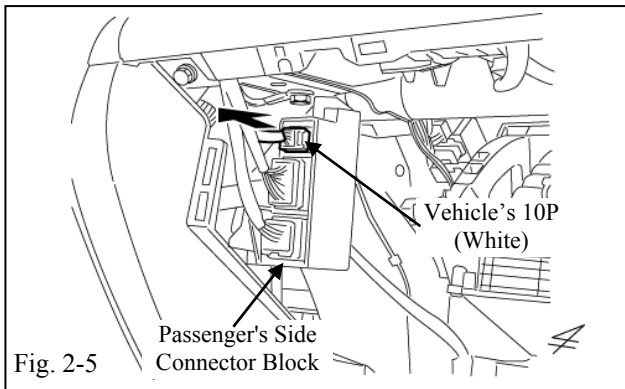 Vehicle’s 10P
(White)
Passenger's Side
Connector Block
Fig. 2-5